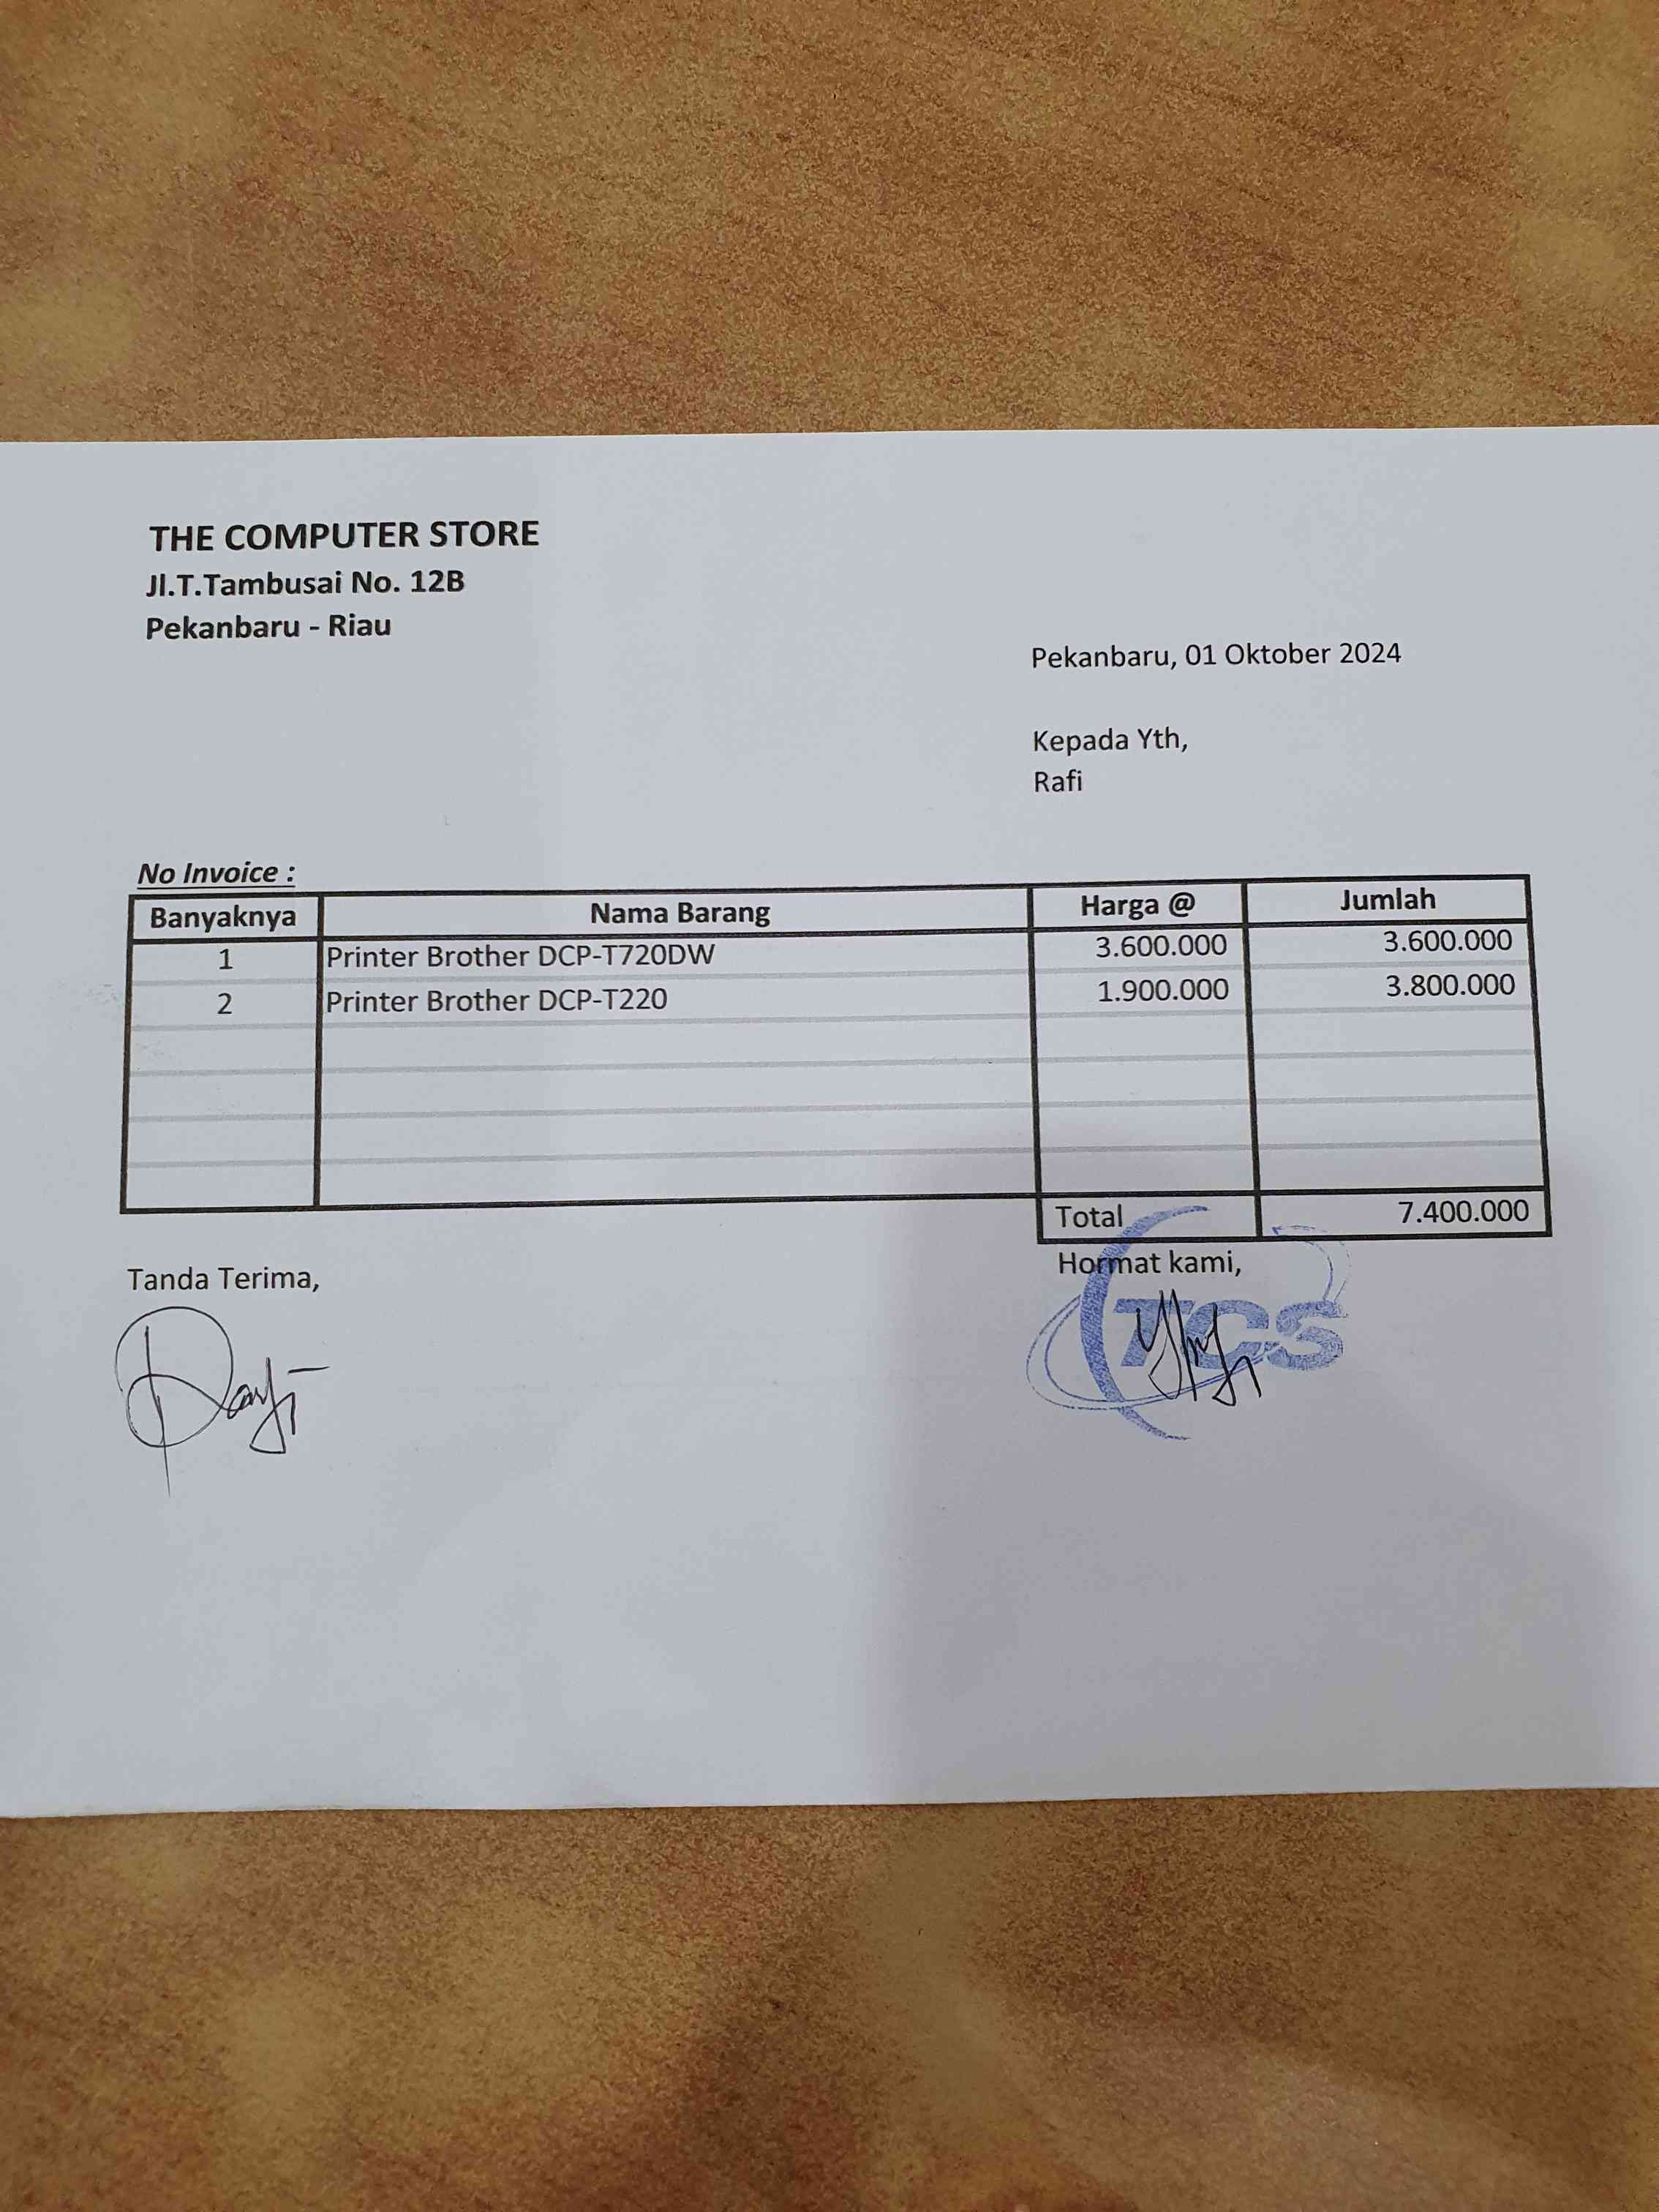 THE COMPUTER STORE
Jl.T.Tambusai No. 12B
Pekanbaru - Riau
Pekanbaru, 01 Oktober 2024
Kepada Yth,
Rafi
No Invoice :
Banyaknya Nama Barang Harga @ Jumlah
1 Printer Brother DCP-T720DW 3.600.000 3.600.000
2 Printer Brother DCP-T220 1.900.000 3.800.000
Total 7.400.000
Tanda Terima, Hormat kami,
TCS